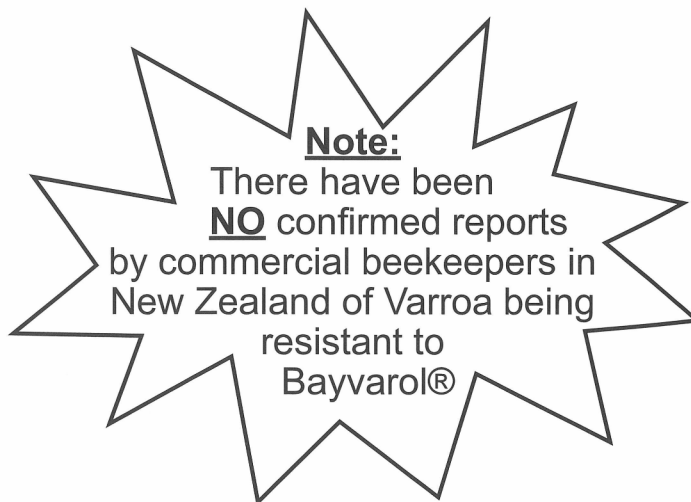 Note:
There have been
NO confirmed reports
by commercial beekeepers in
New Zealand of Varroa being
resistant to
Bayvarol®